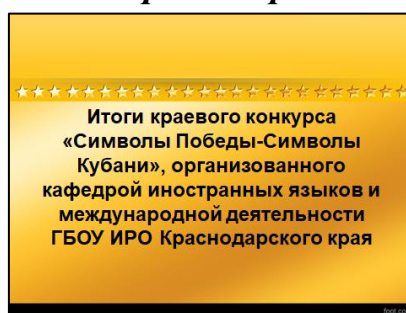 Итоги краевого конкурса
«Символы Победы-Символы
Кубани», организованного
кафедрой иностранных языков и
международной деятельности
ГБОУ ИРО Краснодарского края